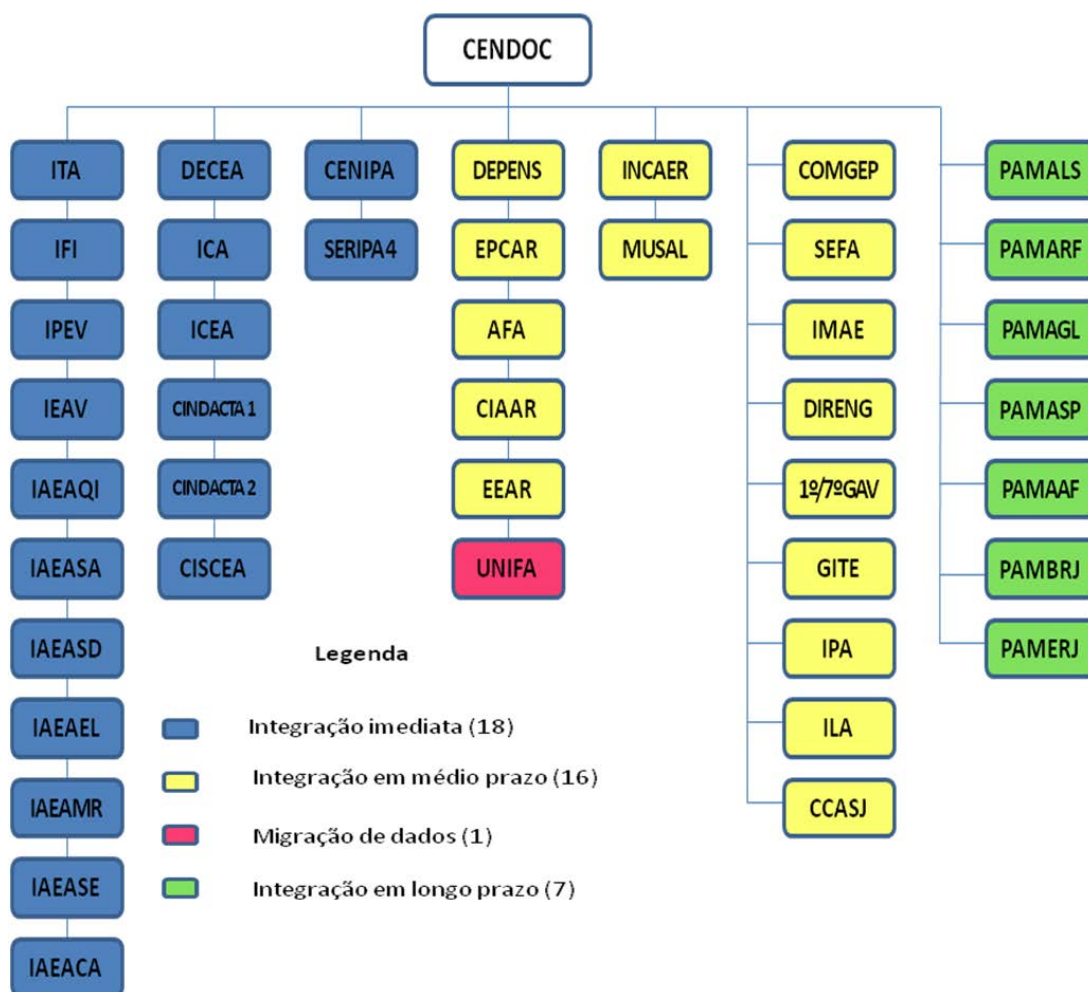 CENDOC
ITA
IFI
IPEV
IEAV
IAEAQI
IAEASA
IAEASD
IAEAEL
IAEAMR
IAEASE
IAEACA
DECEA
ICA
ICEA
CINDACTA 1
CINDACTA 2
CISCEA
CENIPA
SERIPA4
DEPENS
EPCAR
AFA
CIAAR
EEAR
UNIFA
INCAER
MUSAL
COMGEP
SEFA
IMAE
DIRENG
1º/7ºGAV
GITE
IPA
ILA
CCASJ
PAMALS
PAMARF
PAMAGL
PAMASP
PAMAAF
PAMBRJ
PAMERJ
Legenda
Integração imediata (18)
Integração em médio prazo (16)
Migração de dados (1)
Integração em longo prazo (7)